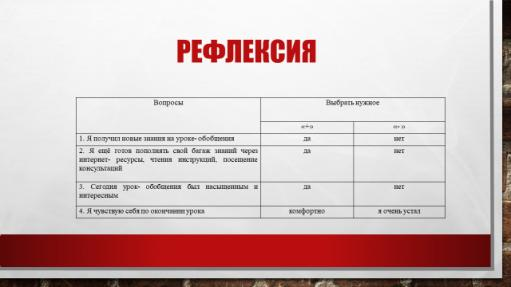 РЕФЛЕКСИЯ
Вопросы Выбрать нужное
«+» «- »
1. Я получил новые знания на уроке- обобщения да нет
2. Я ещё готов пополнять свой багаж знаний через да нет
интернет- ресурсы, чтения инструкций, посещение
консультаций
3. Сегодня урок- обобщения был насыщенным и да нет
интересным
4. Я чувствую себя по окончании урока комфортно я очень устал